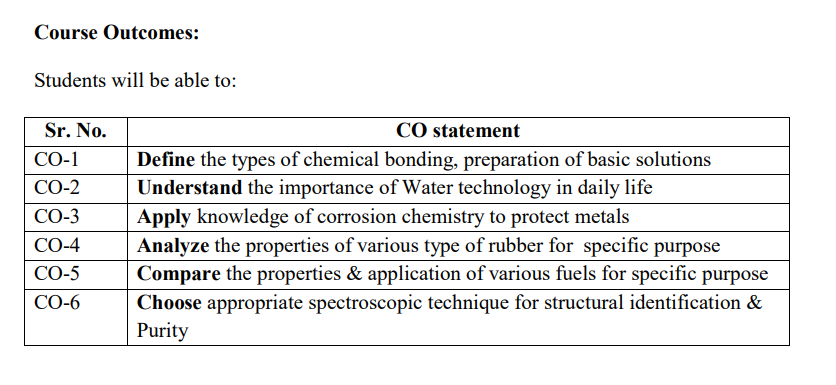 Course Outcomes:
Students will be able to:
Sr. No. CO statement
CO-1 Define the types of chemical bonding, preparation of basic solutions
CO-2 Understand the importance of Water technology in daily life
CO-3 Apply knowledge of corrosion chemistry to protect metals
CO-4 Analyze the properties of various type of rubber for  specific purpose
CO-5 Compare the properties & application of various fuels for specific purpose
CO-6 Choose appropriate spectroscopic technique for structural identification &
Purity